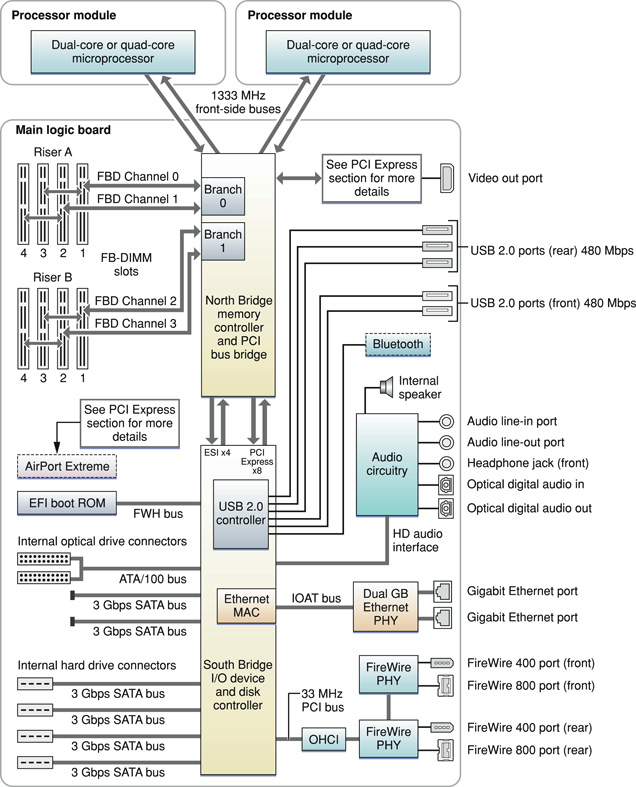 Processor module
Dual-core or quad-core
microprocessor
Processor module
Dual-core or quad-core
microprocessor
1333 MHz
front-side buses
Main logic board
Riser A
FBD Channel 0
FBD Channel 1
4 3 2 1
Branch
0
Branch
1
See PCI Express
section for more
details
Video out port
FB-DIMM
slots
Riser B
FBD Channel 2
FBD Channel 3
4 3 2 1
North Bridge
memory
controller
and PCI
bus bridge
USB 2.0 ports (rear) 480 Mbps
USB 2.0 ports (front) 480 Mbps
Bluetooth
Internal
speaker
See PCI Express
section for more
details
AirPort Extreme
ESI x4
PCI
Express
x8
Audio
circuitry
Audio line-in port
Audio line-out port
Headphone jack (front)
Optical digital audio in
Optical digital audio out
EFI boot ROM
FWH bus
USB 2.0
controller
HD audio
interface
Internal optical drive connectors
ATA/100 bus
3 Gbps SATA bus
3 Gbps SATA bus
Ethernet
MAC
IOAT bus
Dual GB
Ethernet
PHY
Gigabit Ethernet port
Gigabit Ethernet port
Internal hard drive connectors
3 Gbps SATA bus
3 Gbps SATA bus
3 Gbps SATA bus
3 Gbps SATA bus
South Bridge
I/O device
and disk
controller
33 MHz
PCI bus
OHCI
FireWire
PHY
FireWire 400 port (front)
FireWire 800 port (front)
FireWire
PHY
FireWire 400 port (rear)
FireWire 800 port (rear)